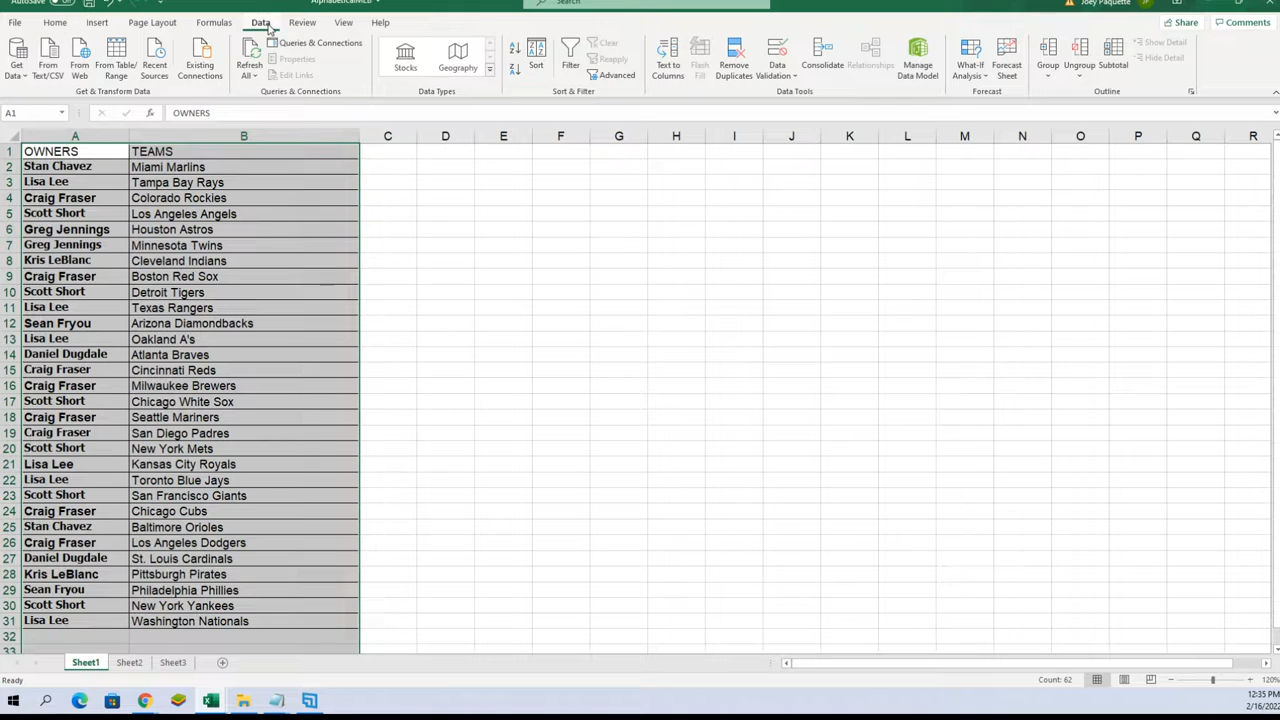 AutoSave Off AlphabeticalMLB Search Joey Paquette JP
File Home Insert Page Layout Formulas Data Review View Help Share Comments
Get Data From Text/CSV From Web From Table/Range Recent Sources Existing Connections
Refresh All Queries & Connections Properties Edit Links
Stocks Geography
Sort Filter Clear Reapply Advanced
Text to Columns Flash Fill Remove Duplicates Data Validation Consolidate Relationships Manage Data Model
What-If Analysis Forecast Sheet Group Ungroup Subtotal Show Detail Hide Detail
Get & Transform Data Queries & Connections Data Types Sort & Filter Data Tools Forecast Outline
A1 fx OWNERS
A B C D E F G H I J K L M N O P Q R
1 OWNERS TEAMS
2 Stan Chavez Miami Marlins
3 Lisa Lee Tampa Bay Rays
4 Craig Fraser Colorado Rockies
5 Scott Short Los Angeles Angels
6 Greg Jennings Houston Astros
7 Greg Jennings Minnesota Twins
8 Kris LeBlanc Cleveland Indians
9 Craig Fraser Boston Red Sox
10 Scott Short Detroit Tigers
11 Lisa Lee Texas Rangers
12 Sean Fryou Arizona Diamondbacks
13 Lisa Lee Oakland A's
14 Daniel Dugdale Atlanta Braves
15 Craig Fraser Cincinnati Reds
16 Craig Fraser Milwaukee Brewers
17 Scott Short Chicago White Sox
18 Craig Fraser Seattle Mariners
19 Craig Fraser San Diego Padres
20 Scott Short New York Mets
21 Lisa Lee Kansas City Royals
22 Lisa Lee Toronto Blue Jays
23 Scott Short San Francisco Giants
24 Craig Fraser Chicago Cubs
25 Stan Chavez Baltimore Orioles
26 Craig Fraser Los Angeles Dodgers
27 Daniel Dugdale St. Louis Cardinals
28 Kris LeBlanc Pittsburgh Pirates
29 Sean Fryou Philadelphia Phillies
30 Scott Short New York Yankees
31 Lisa Lee Washington Nationals
32
33
Sheet1 Sheet2 Sheet3
Ready Count: 62 120%
12:35 PM
2/16/2022